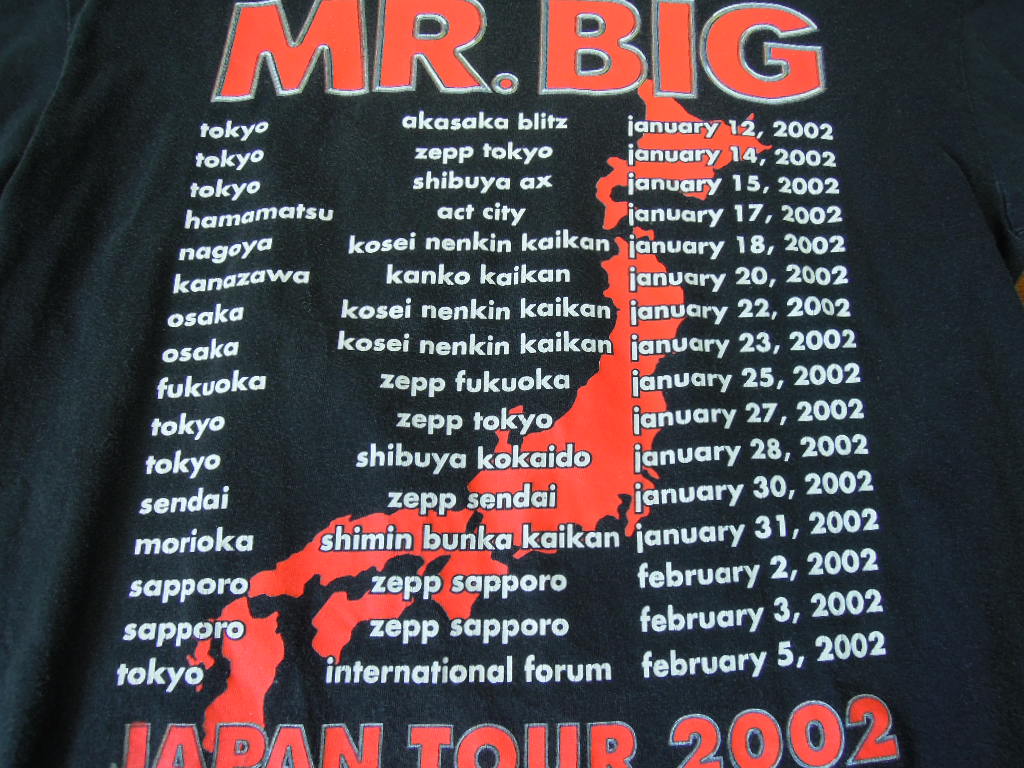 MR. BIG
tokyo akasaka blitz january 12, 2002
tokyo zepp tokyo january 14, 2002
tokyo shibuya ax january 15, 2002
hamamatsu act city january 17, 2002
nagoya kosei nenkin kaikan january 18, 2002
kanazawa kanko kaikan january 20, 2002
osaka kosei nenkin kaikan january 22, 2002
osaka kosei nenkin kaikan january 23, 2002
fukuoka zepp fukuoka january 25, 2002
tokyo zepp tokyo january 27, 2002
tokyo shibuya kokaido january 28, 2002
sendai zepp sendai january 30, 2002
morioka shimin bunka kaikan january 31, 2002
sapporo zepp sapporo february 2, 2002
sapporo zepp sapporo february 3, 2002
tokyo international forum february 5, 2002
JAPAN TOUR 2002